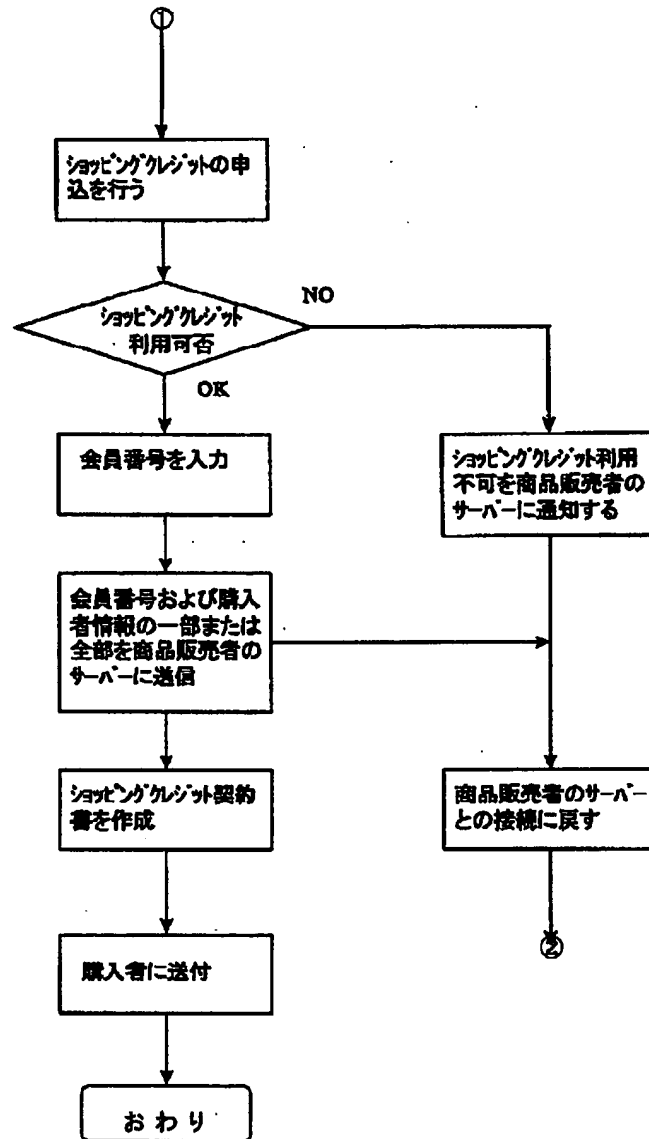 ①
ショッピングクレジットの申
込を行う
ショッピングクレジット
利用可否
NO
OK
会員番号を入力
ショッピングクレジット利用
不可を商品販売者の
サーバーに通知する
会員番号および購入
者情報の一部または
全部を商品販売者の
サーバーに送信
ショッピングクレジット契約
書を作成
商品販売者のサーバー
との接続に戻す
②
購入者に送付
おわり